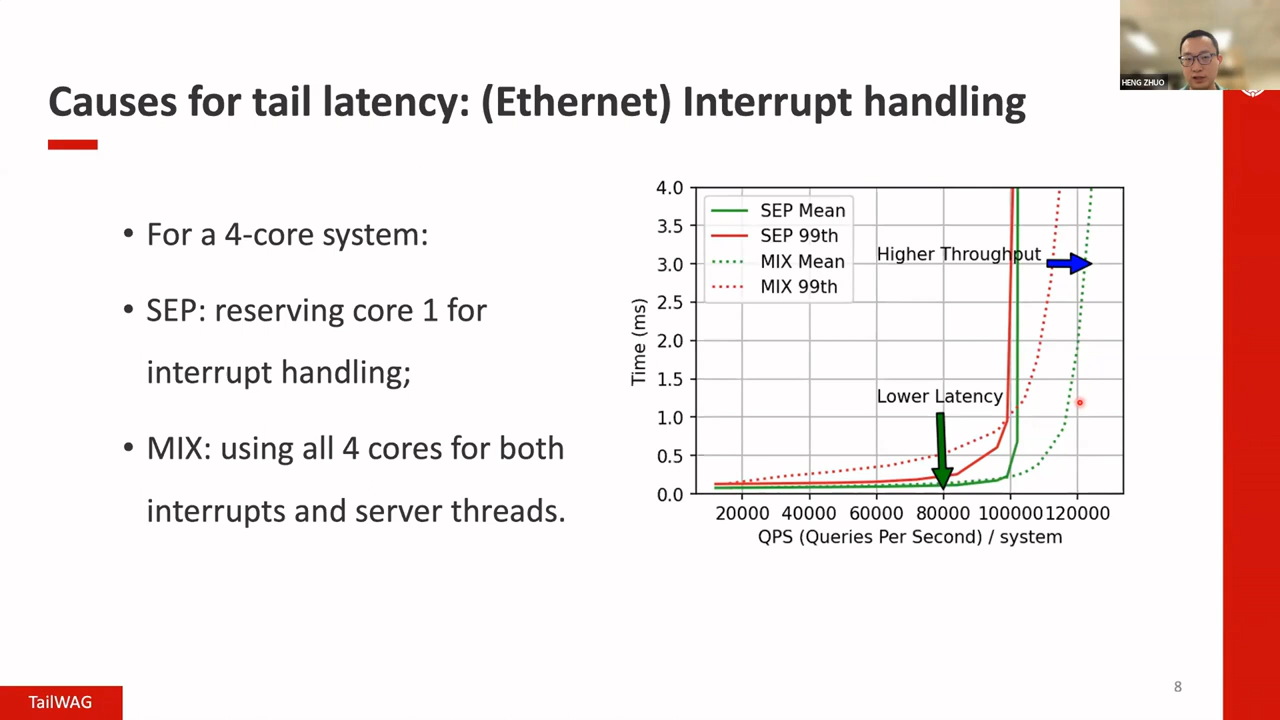 HENG ZHUO
Causes for tail latency: (Ethernet) Interrupt handling
• For a 4-core system:
• SEP: reserving core 1 for
interrupt handling;
• MIX: using all 4 cores for both
interrupts and server threads.
4.0
3.5
3.0
2.5
2.0
1.5
1.0
0.5
0.0
Time (ms)
SEP Mean
SEP 99th
MIX Mean
MIX 99th
Higher Throughput
Lower Latency
20000 40000 60000 80000 100000 120000
QPS (Queries Per Second) / system
TailWAG
8